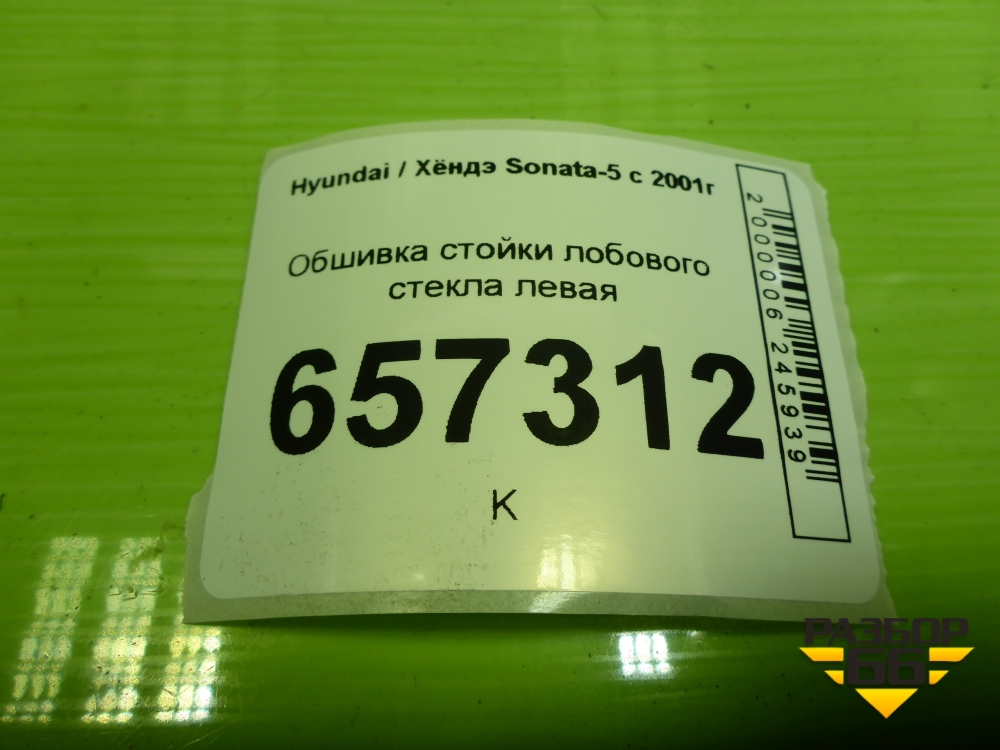 Hyundai / Хёндэ Sonata-5 с 2001г
Обшивка стойки лобового
стекла левая
657312
К
2000006245939
РАЗБОР
66